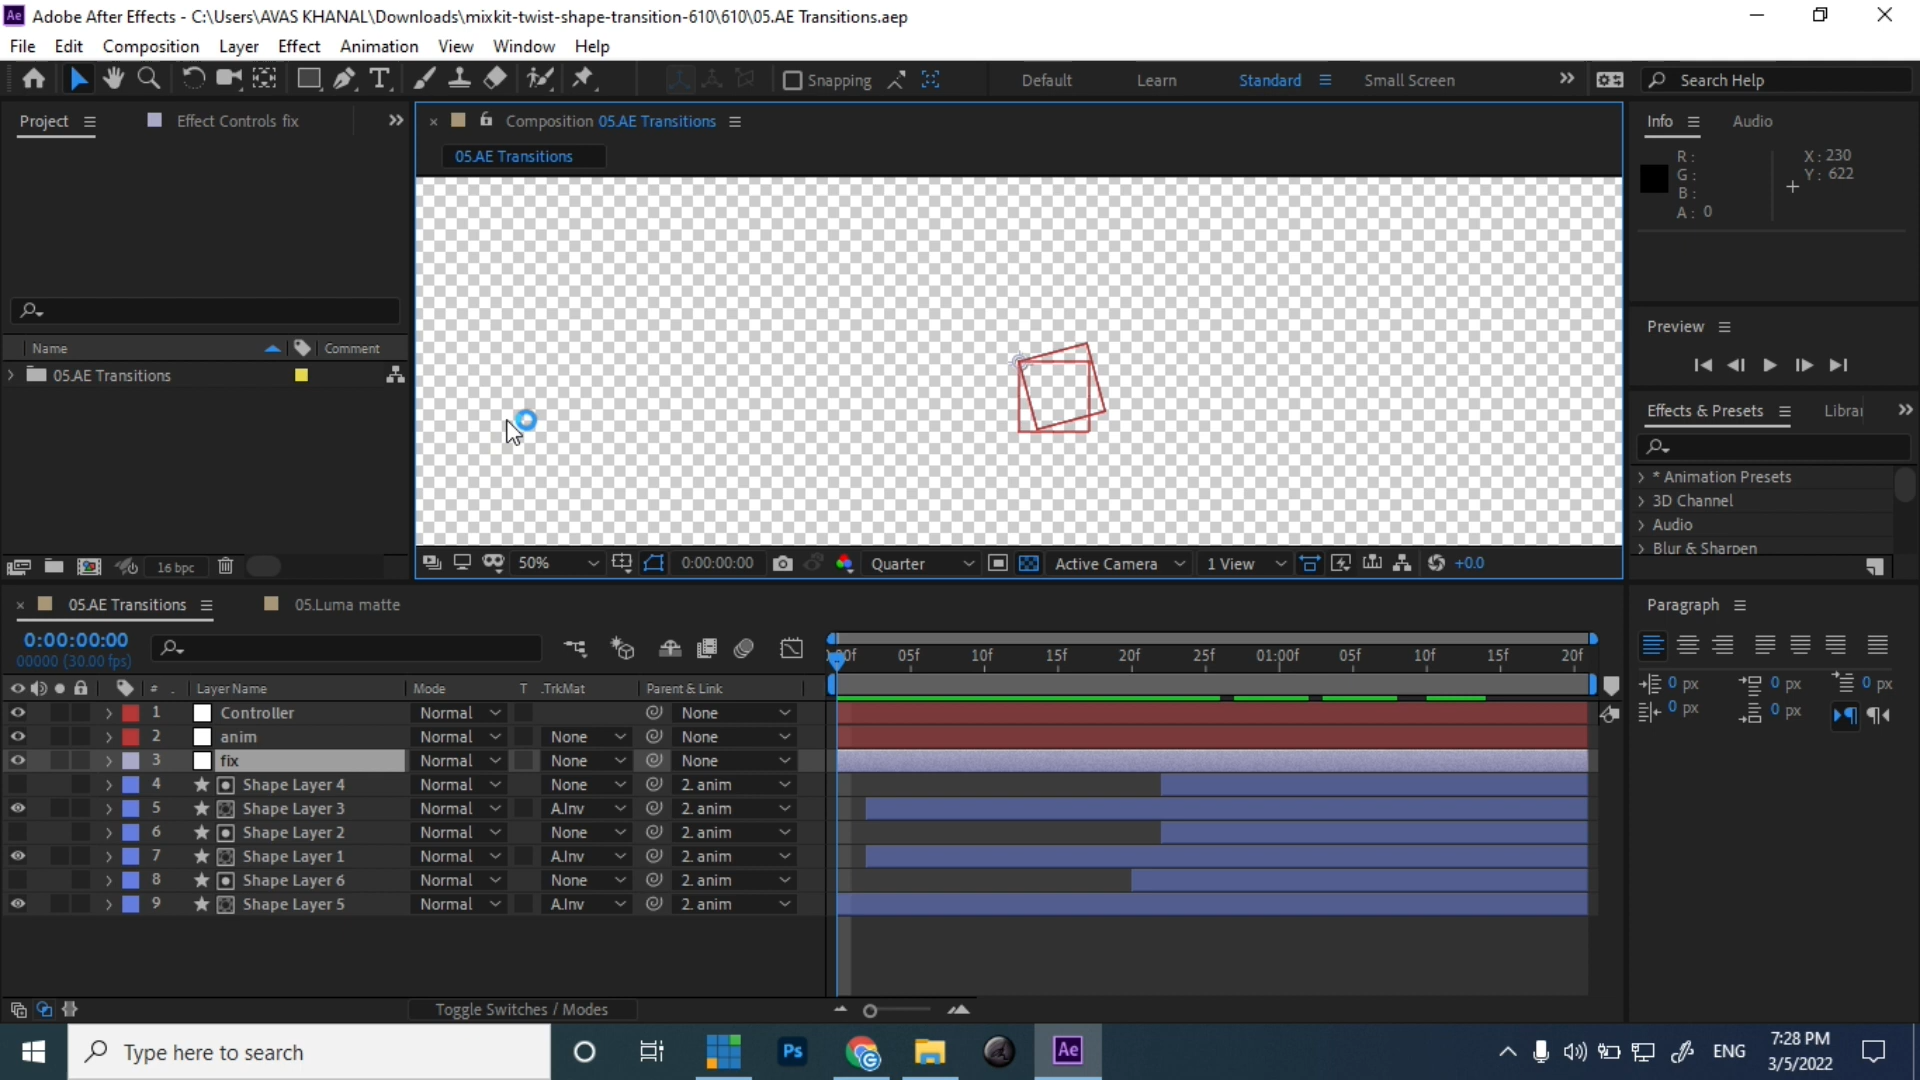 Ae Adobe After Effects - C:\Users\AVAS KHANAL\Downloads\mixkit-twist-shape-transition-610\610\05.AE Transitions.aep
File Edit Composition Layer Effect Animation View Window Help
Snapping Default Learn Standard Small Screen Search Help
Project Effect Controls fix
Composition 05.AE Transitions
05.AE Transitions
Info Audio
R:
G:
B:
A: 0
X: 230
Y: 622
Preview
Name Comment
05.AE Transitions
Effects & Presets Librar
* Animation Presets
3D Channel
Audio
Blur & Sharpen
16 bpc
50% 0:00:00:00 Quarter Active Camera 1 View +0.0
05.AE Transitions 05.Luma matte
0:00:00:00
00000 (30.00 fps)
:00f 05f 10f 15f 20f 25f 01:00f 05f 10f 15f 20f
# Layer Name Mode T .TrkMat Parent & Link
1 Controller Normal None
2 anim Normal None None
3 fix Normal None None
4 Shape Layer 4 Normal None 2. anim
5 Shape Layer 3 Normal A.Inv 2. anim
6 Shape Layer 2 Normal None 2. anim
7 Shape Layer 1 Normal A.Inv 2. anim
8 Shape Layer 6 Normal None 2. anim
9 Shape Layer 5 Normal A.Inv 2. anim
Toggle Switches / Modes
Paragraph
0 px 0 px 0 px
0 px 0 px
Type here to search
Ps
Ae
ENG
7:28 PM
3/5/2022